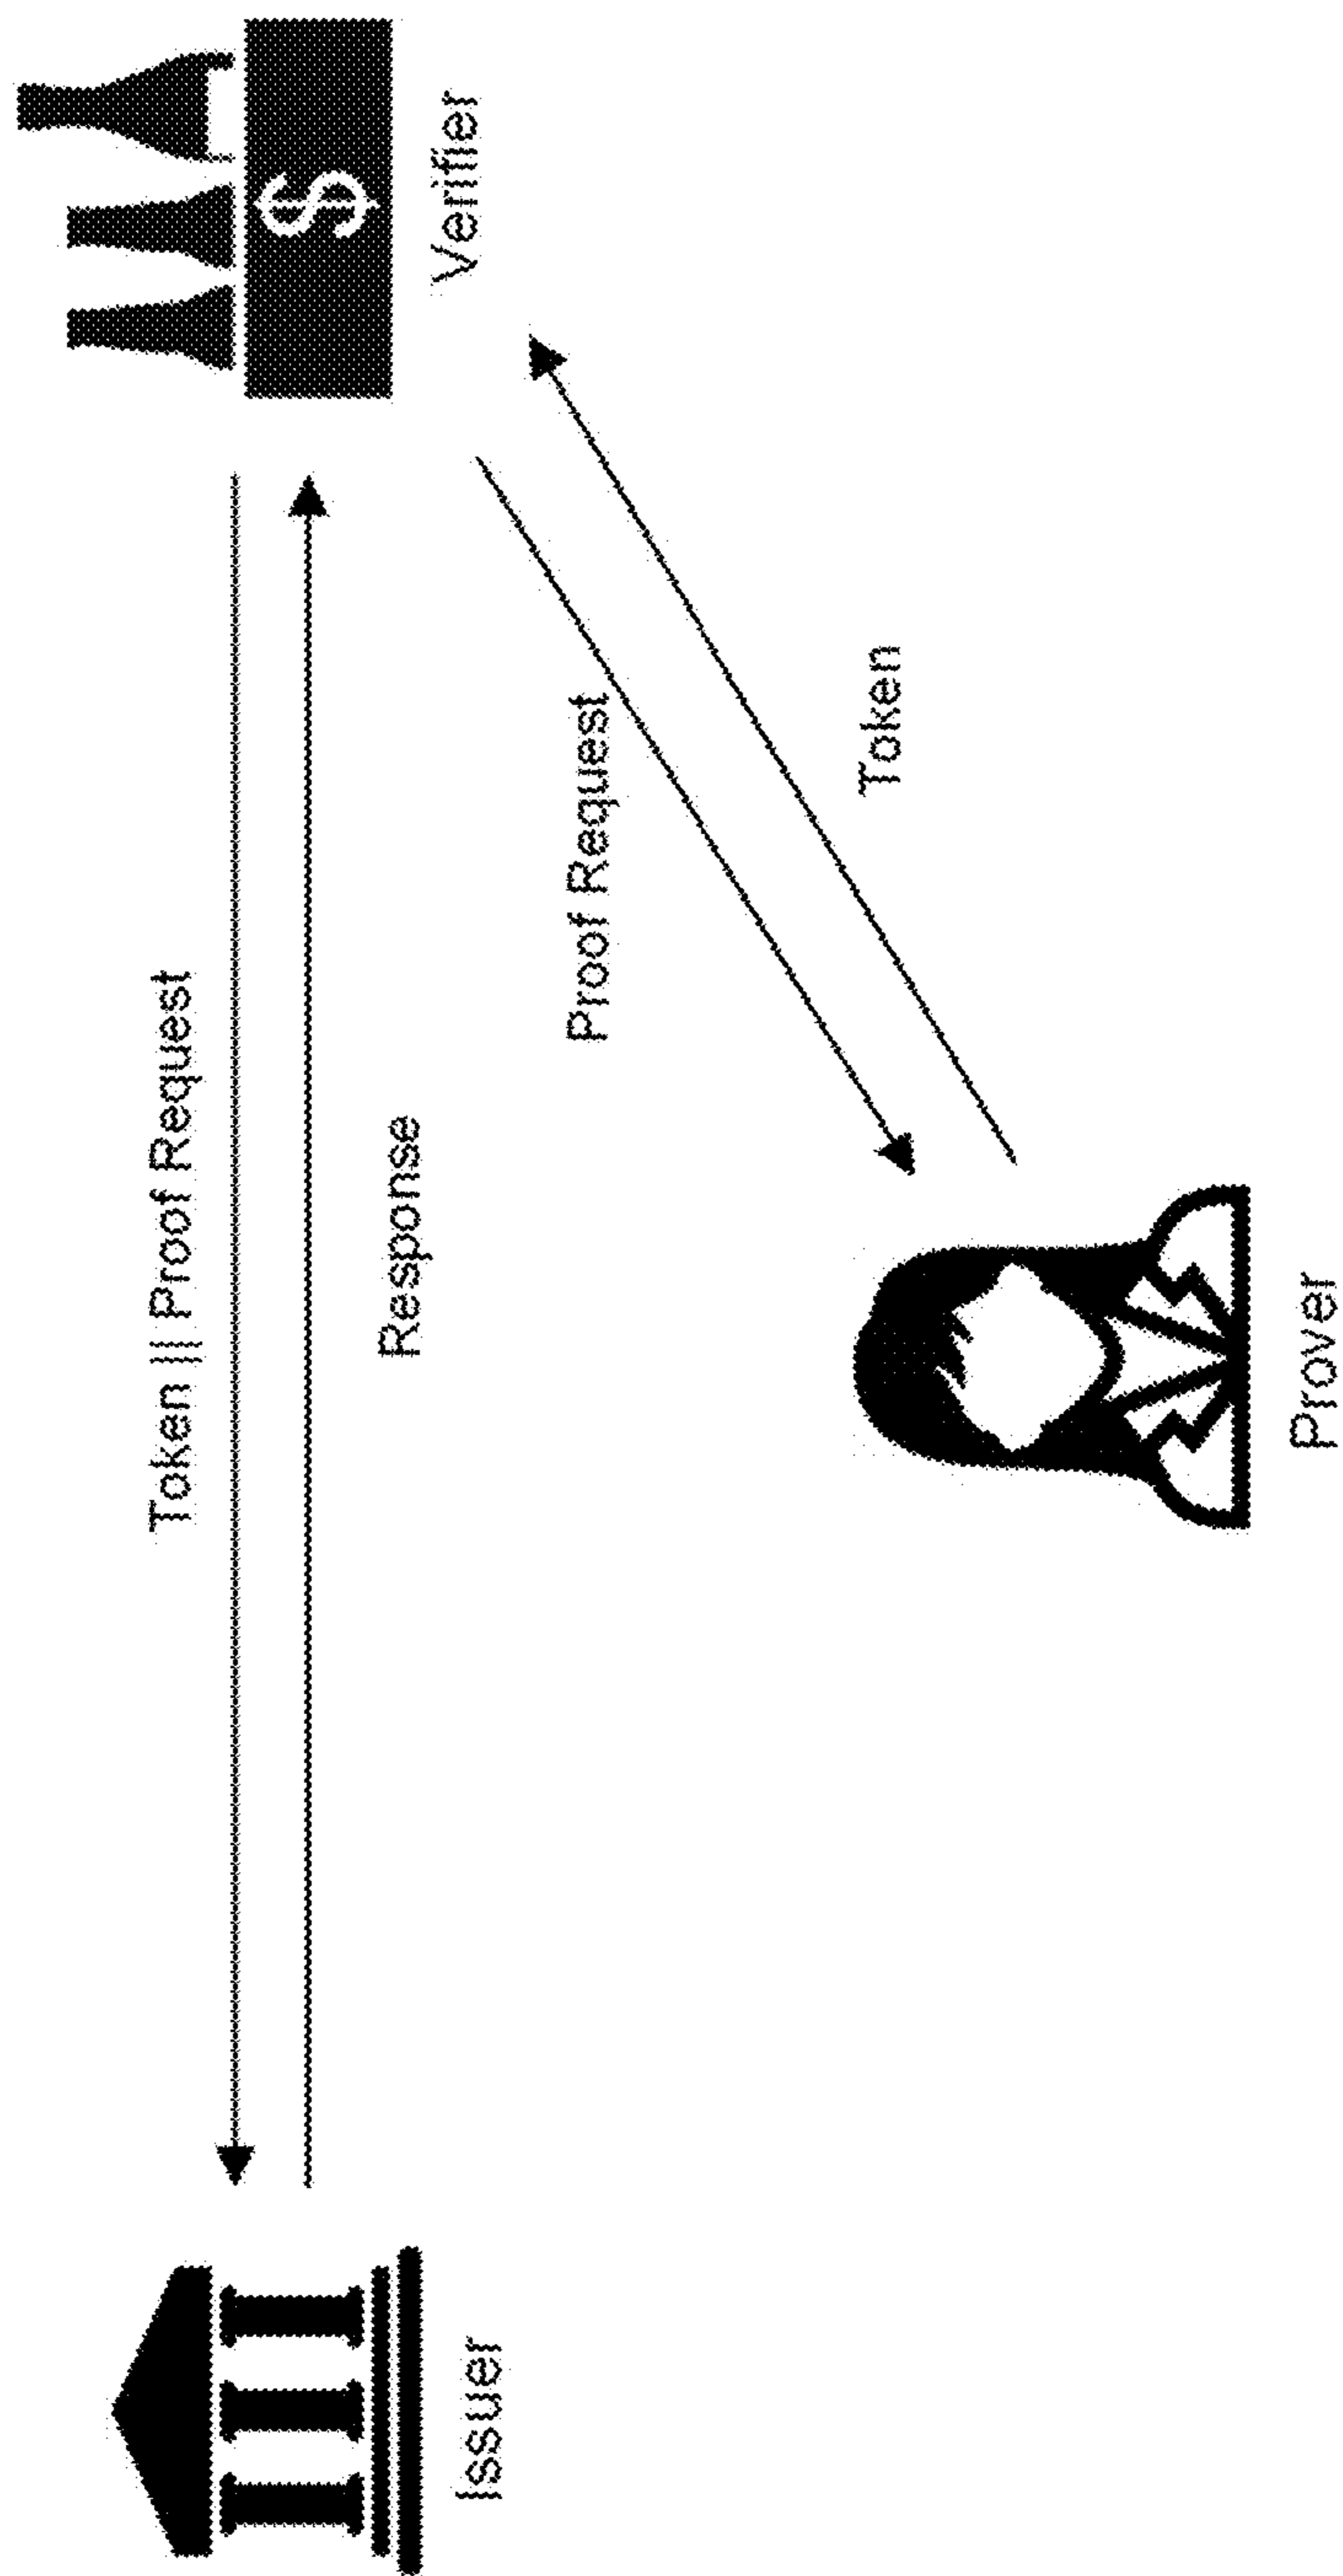 Token || Proof Request
Response
Issuer
Verifier
$
Proof Request
Token
Prover